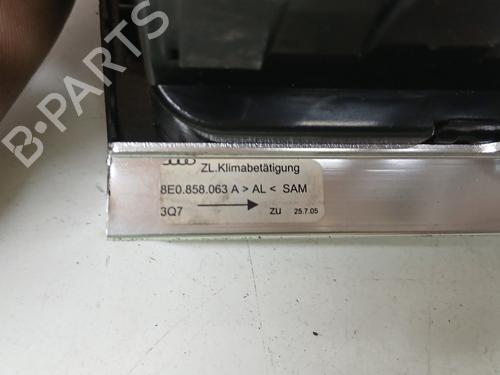 B-PARTS
ZL.Klimabetätigung
8E0.858.063 A > AL < SAM
3Q7
ZU 25.7.05